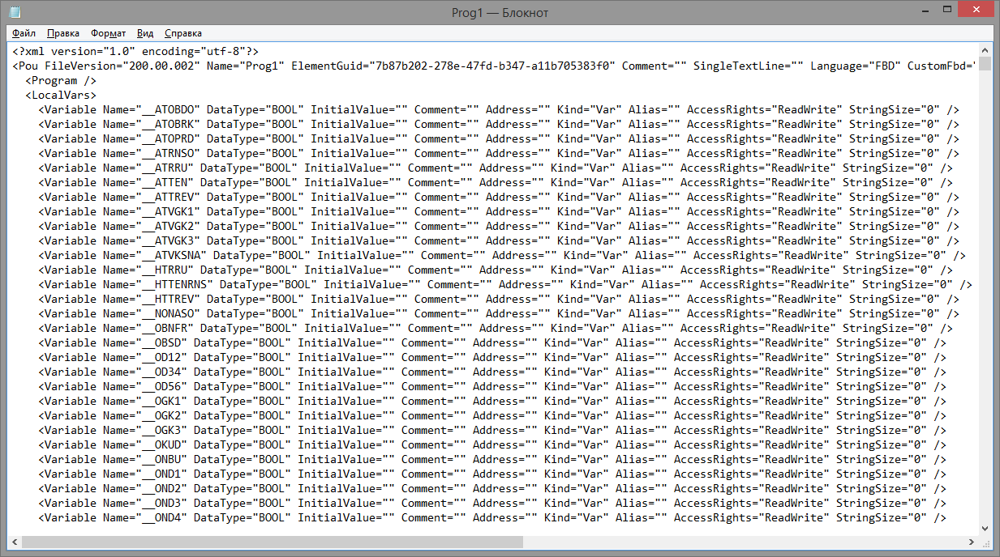 Prog1 — Блокнот
Файл Правка Формат Вид Справка
<?xml version="1.0" encoding="utf-8"?>
<Pou FileVersion="200.00.002" Name="Prog1" ElementGuid="7b87b202-278e-47fd-b347-a11b705383f0" Comment="" SingleTextLine="" Language="FBD" CustomFbd="
<Program />
<LocalVars>
<Variable Name="__ATOBDO" DataType="BOOL" InitialValue="" Comment="" Address="" Kind="Var" Alias="" AccessRights="ReadWrite" StringSize="0" />
<Variable Name="__ATOBRK" DataType="BOOL" InitialValue="" Comment="" Address="" Kind="Var" Alias="" AccessRights="ReadWrite" StringSize="0" />
<Variable Name="__ATOPRD" DataType="BOOL" InitialValue="" Comment="" Address="" Kind="Var" Alias="" AccessRights="ReadWrite" StringSize="0" />
<Variable Name="__ATRNSO" DataType="BOOL" InitialValue="" Comment="" Address="" Kind="Var" Alias="" AccessRights="ReadWrite" StringSize="0" />
<Variable Name="__ATRRU" DataType="BOOL" InitialValue="" Comment="" Address="" Kind="Var" Alias="" AccessRights="ReadWrite" StringSize="0" />
<Variable Name="__ATTEN" DataType="BOOL" InitialValue="" Comment="" Address="" Kind="Var" Alias="" AccessRights="ReadWrite" StringSize="0" />
<Variable Name="__ATTREV" DataType="BOOL" InitialValue="" Comment="" Address="" Kind="Var" Alias="" AccessRights="ReadWrite" StringSize="0" />
<Variable Name="__ATVGK1" DataType="BOOL" InitialValue="" Comment="" Address="" Kind="Var" Alias="" AccessRights="ReadWrite" StringSize="0" />
<Variable Name="__ATVGK2" DataType="BOOL" InitialValue="" Comment="" Address="" Kind="Var" Alias="" AccessRights="ReadWrite" StringSize="0" />
<Variable Name="__ATVGK3" DataType="BOOL" InitialValue="" Comment="" Address="" Kind="Var" Alias="" AccessRights="ReadWrite" StringSize="0" />
<Variable Name="__ATVKSNA" DataType="BOOL" InitialValue="" Comment="" Address="" Kind="Var" Alias="" AccessRights="ReadWrite" StringSize="0" />
<Variable Name="__HTRRU" DataType="BOOL" InitialValue="" Comment="" Address="" Kind="Var" Alias="" AccessRights="ReadWrite" StringSize="0" />
<Variable Name="__HTTENRNS" DataType="BOOL" InitialValue="" Comment="" Address="" Kind="Var" Alias="" AccessRights="ReadWrite" StringSize="0" />
<Variable Name="__HTTREV" DataType="BOOL" InitialValue="" Comment="" Address="" Kind="Var" Alias="" AccessRights="ReadWrite" StringSize="0" />
<Variable Name="__NONASO" DataType="BOOL" InitialValue="" Comment="" Address="" Kind="Var" Alias="" AccessRights="ReadWrite" StringSize="0" />
<Variable Name="__OBNFR" DataType="BOOL" InitialValue="" Comment="" Address="" Kind="Var" Alias="" AccessRights="ReadWrite" StringSize="0" />
<Variable Name="__OBSD" DataType="BOOL" InitialValue="" Comment="" Address="" Kind="Var" Alias="" AccessRights="ReadWrite" StringSize="0" />
<Variable Name="__OD12" DataType="BOOL" InitialValue="" Comment="" Address="" Kind="Var" Alias="" AccessRights="ReadWrite" StringSize="0" />
<Variable Name="__OD34" DataType="BOOL" InitialValue="" Comment="" Address="" Kind="Var" Alias="" AccessRights="ReadWrite" StringSize="0" />
<Variable Name="__OD56" DataType="BOOL" InitialValue="" Comment="" Address="" Kind="Var" Alias="" AccessRights="ReadWrite" StringSize="0" />
<Variable Name="__OGK1" DataType="BOOL" InitialValue="" Comment="" Address="" Kind="Var" Alias="" AccessRights="ReadWrite" StringSize="0" />
<Variable Name="__OGK2" DataType="BOOL" InitialValue="" Comment="" Address="" Kind="Var" Alias="" AccessRights="ReadWrite" StringSize="0" />
<Variable Name="__OGK3" DataType="BOOL" InitialValue="" Comment="" Address="" Kind="Var" Alias="" AccessRights="ReadWrite" StringSize="0" />
<Variable Name="__OKUD" DataType="BOOL" InitialValue="" Comment="" Address="" Kind="Var" Alias="" AccessRights="ReadWrite" StringSize="0" />
<Variable Name="__ONBU" DataType="BOOL" InitialValue="" Comment="" Address="" Kind="Var" Alias="" AccessRights="ReadWrite" StringSize="0" />
<Variable Name="__OND1" DataType="BOOL" InitialValue="" Comment="" Address="" Kind="Var" Alias="" AccessRights="ReadWrite" StringSize="0" />
<Variable Name="__OND2" DataType="BOOL" InitialValue="" Comment="" Address="" Kind="Var" Alias="" AccessRights="ReadWrite" StringSize="0" />
<Variable Name="__OND3" DataType="BOOL" InitialValue="" Comment="" Address="" Kind="Var" Alias="" AccessRights="ReadWrite" StringSize="0" />
<Variable Name="__OND4" DataType="BOOL" InitialValue="" Comment="" Address="" Kind="Var" Alias="" AccessRights="ReadWrite" StringSize="0" />